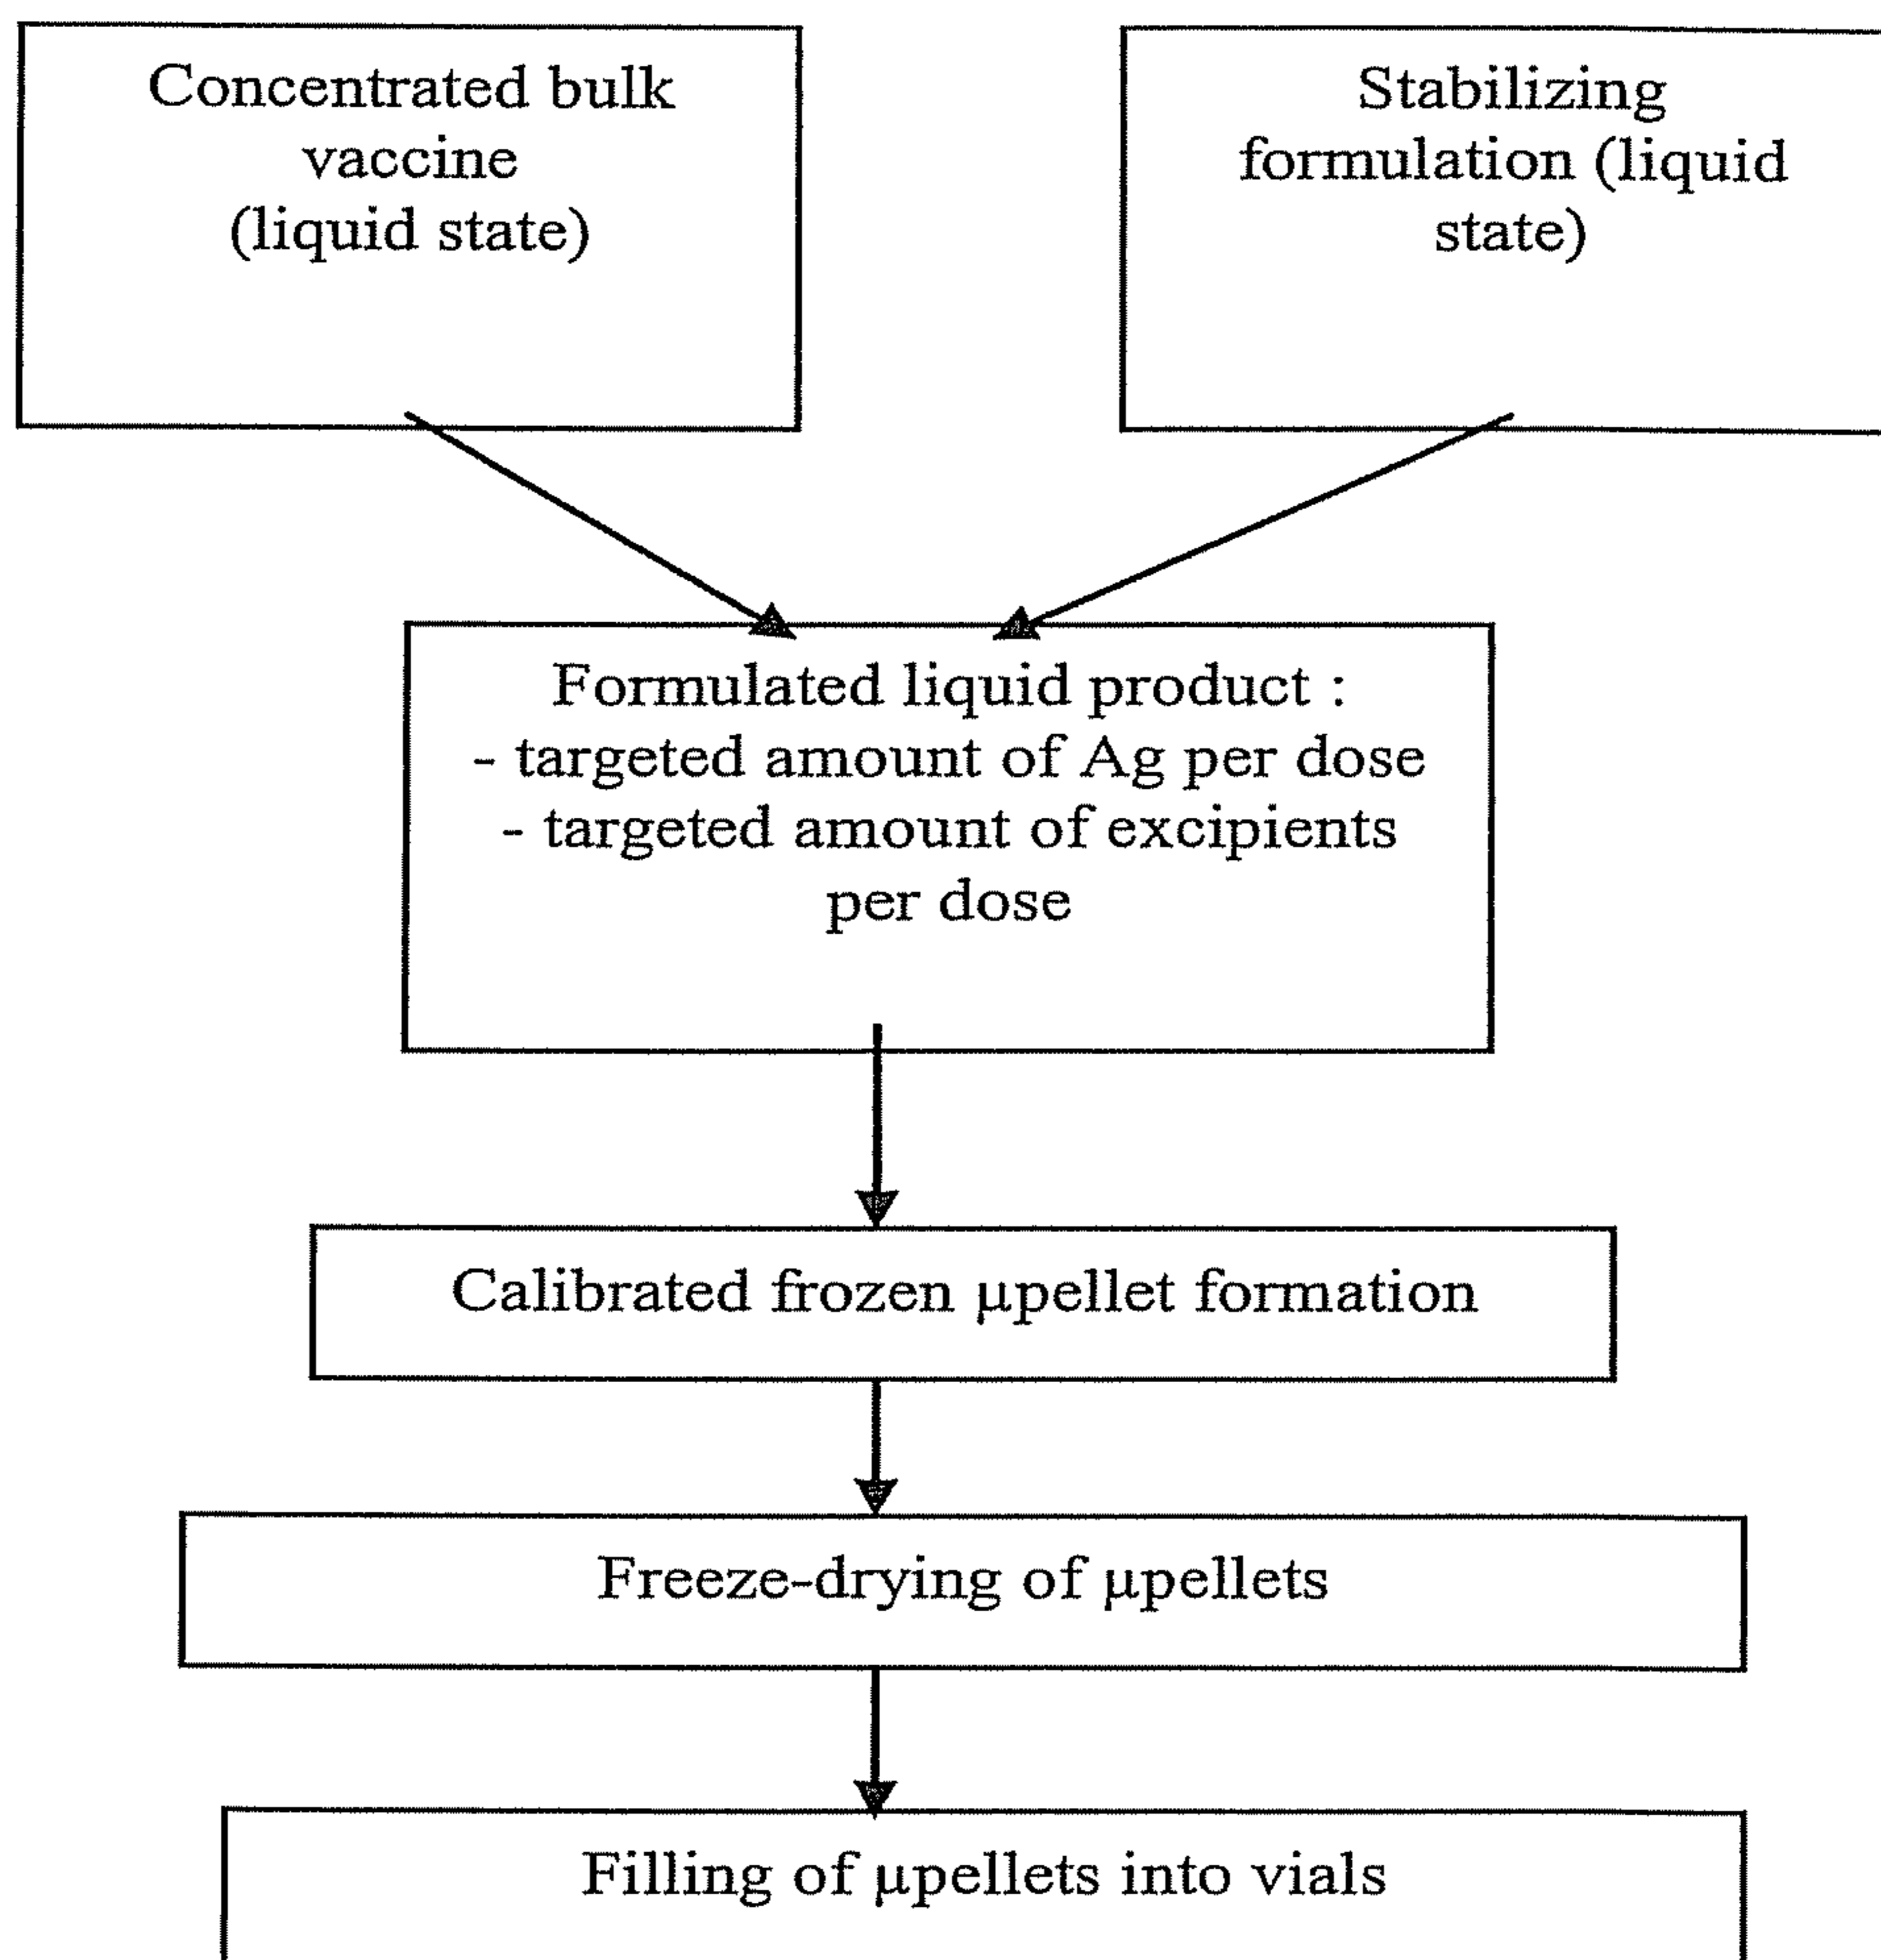 Concentrated bulk
vaccine
(liquid state)
Stabilizing
formulation (liquid
state)
Formulated liquid product :
- targeted amount of Ag per dose
- targeted amount of excipients
per dose
Calibrated frozen µpellet formation
Freeze-drying of µpellets
Filling of µpellets into vials